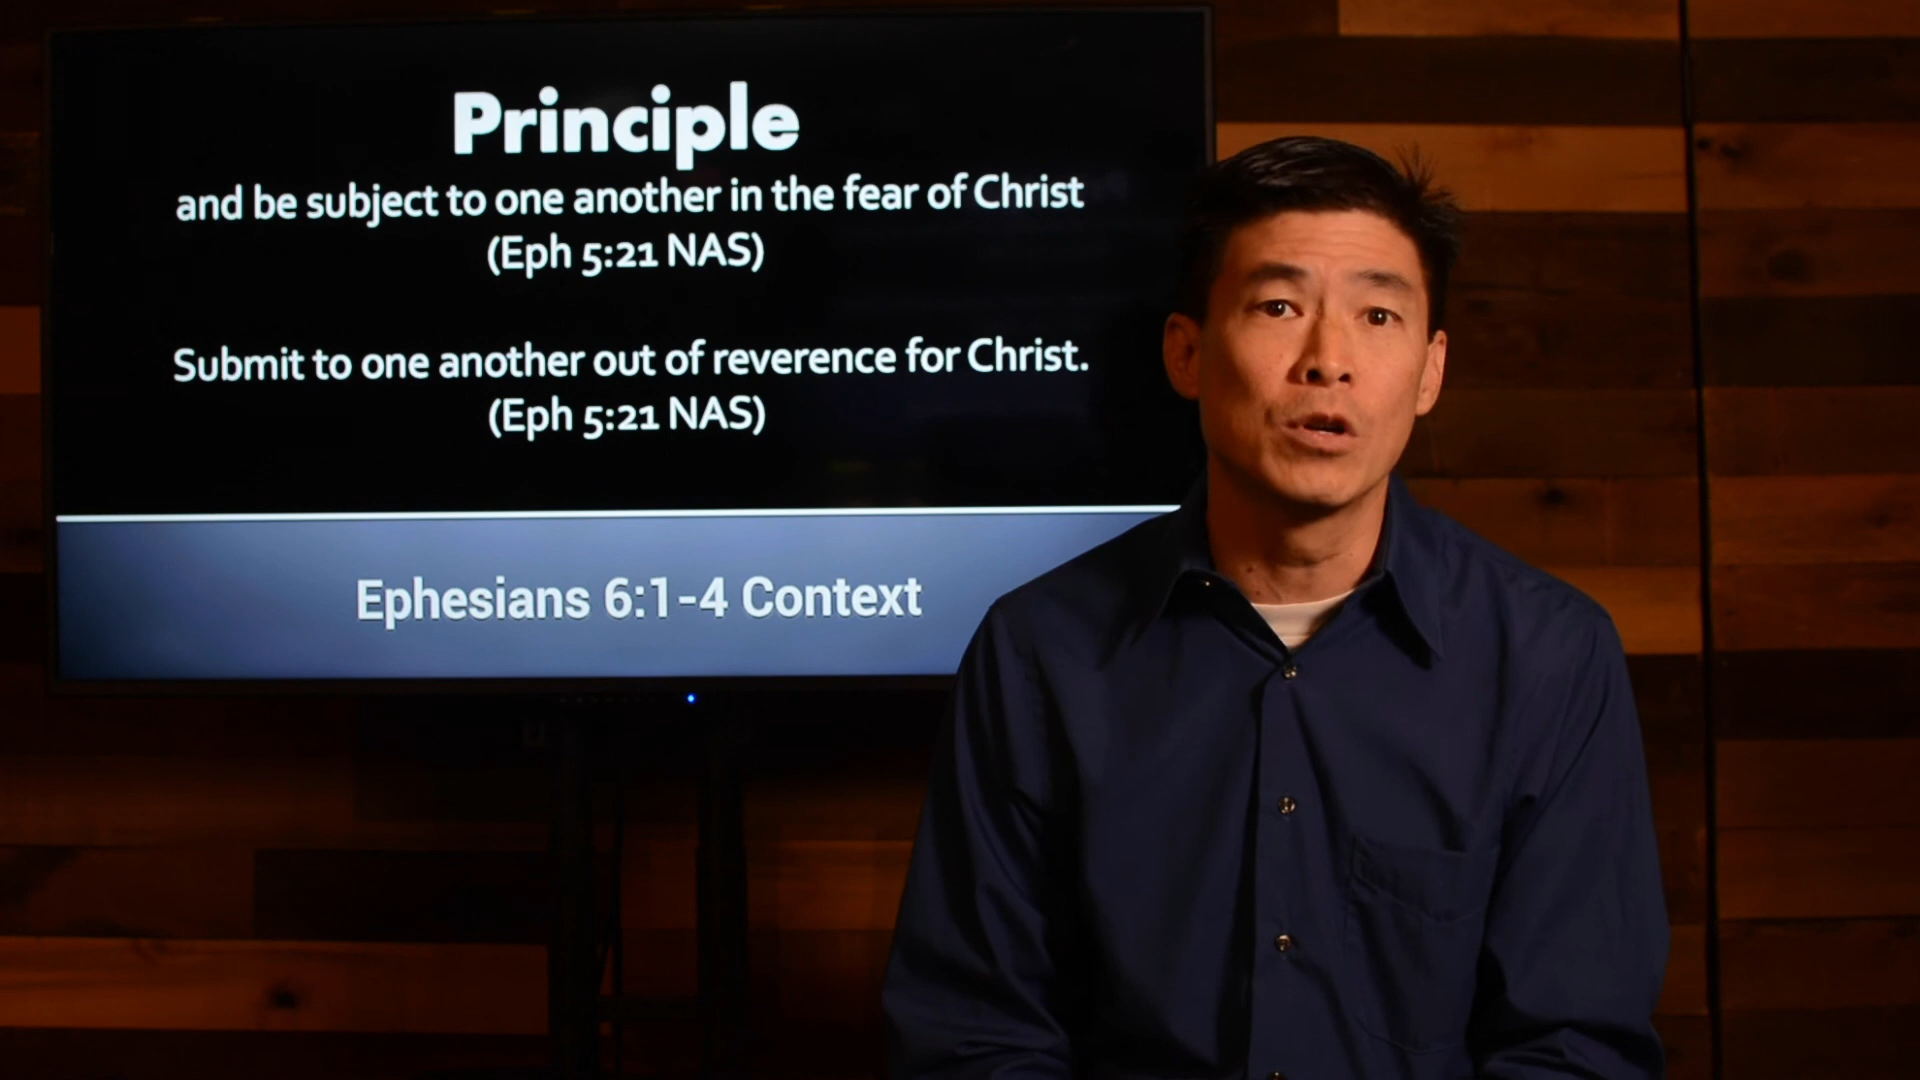 Principle
and be subject to one another in the fear of Christ
(Eph 5:21 NAS)
Submit to one another out of reverence for Christ.
(Eph 5:21 NAS)
Ephesians 6:1-4 Context